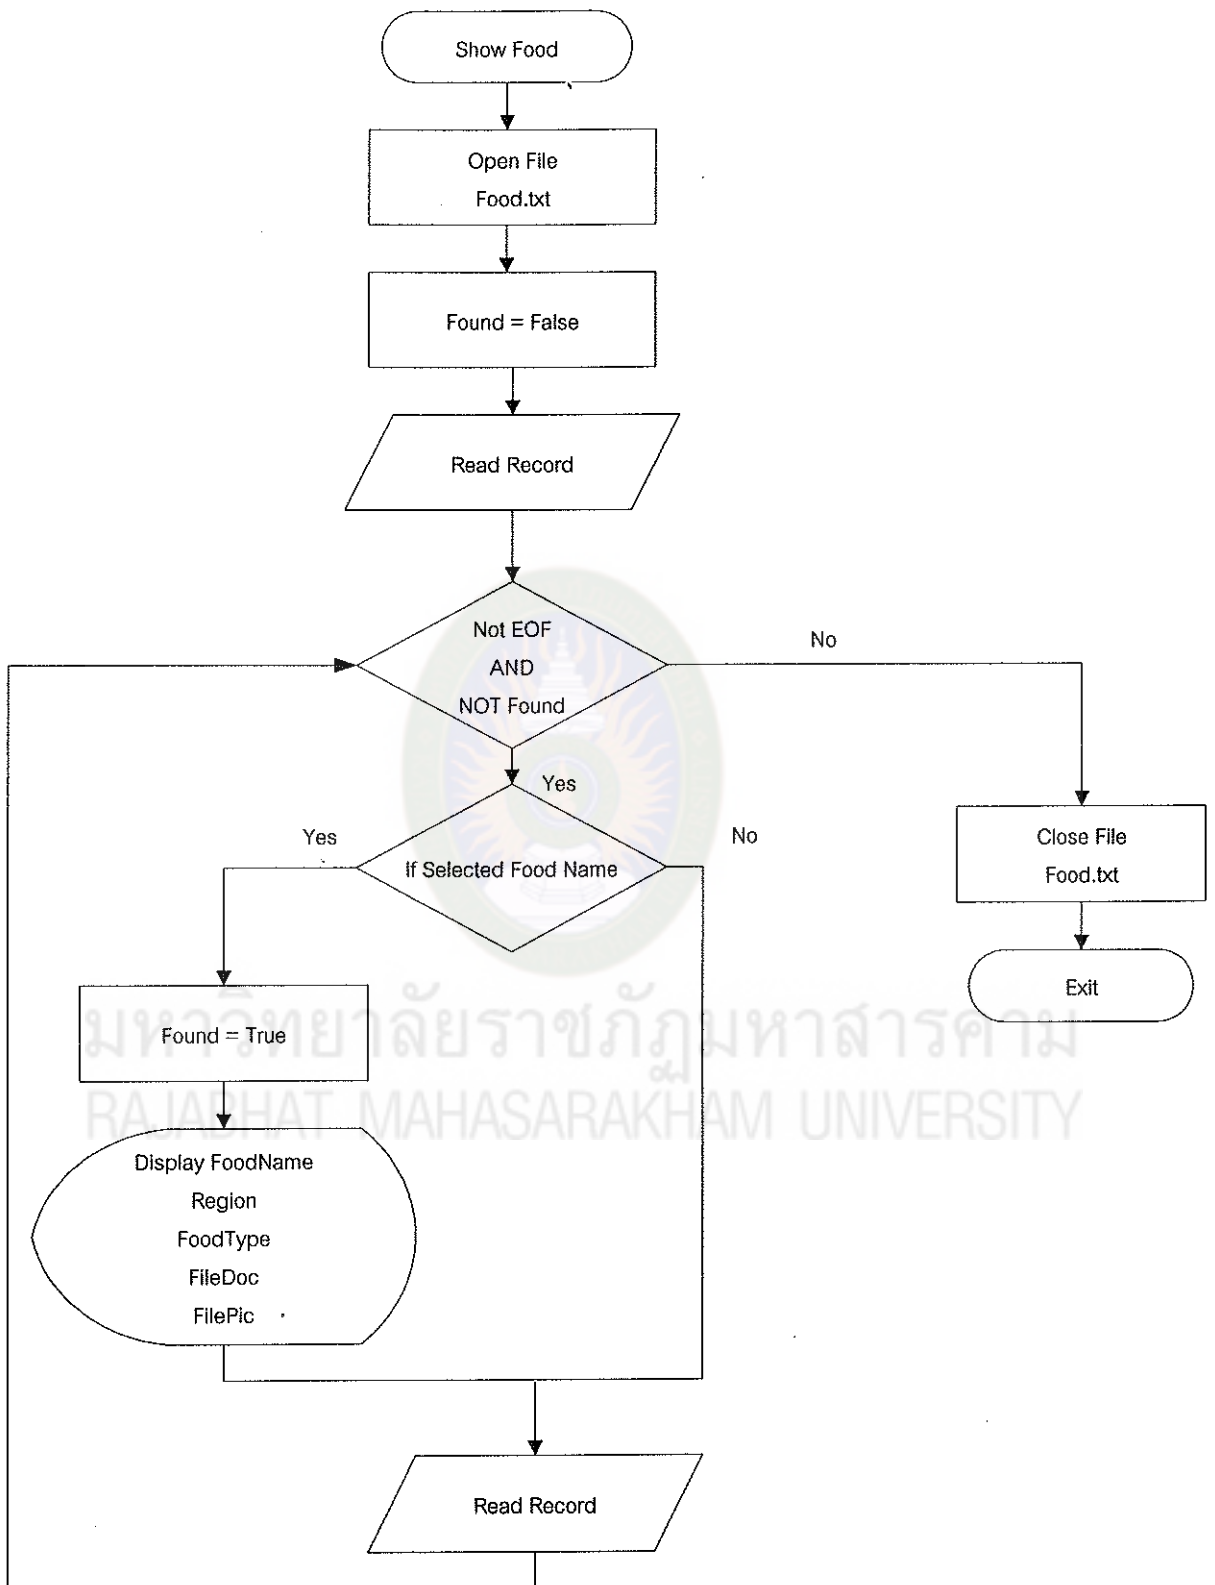 Show Food
Open File
Food.txt
Found = False
Read Record
Not EOF
AND
NOT Found
No
Yes
Yes
If Selected Food Name
No
Close File
Food.txt
Exit
Found = True
มหาวิทยาลัยราชภัฏมหาสารคาม
RAJABHAT MAHASARAKHAM UNIVERSITY
Display FoodName
Region
FoodType
FileDoc
FilePic
Read Record